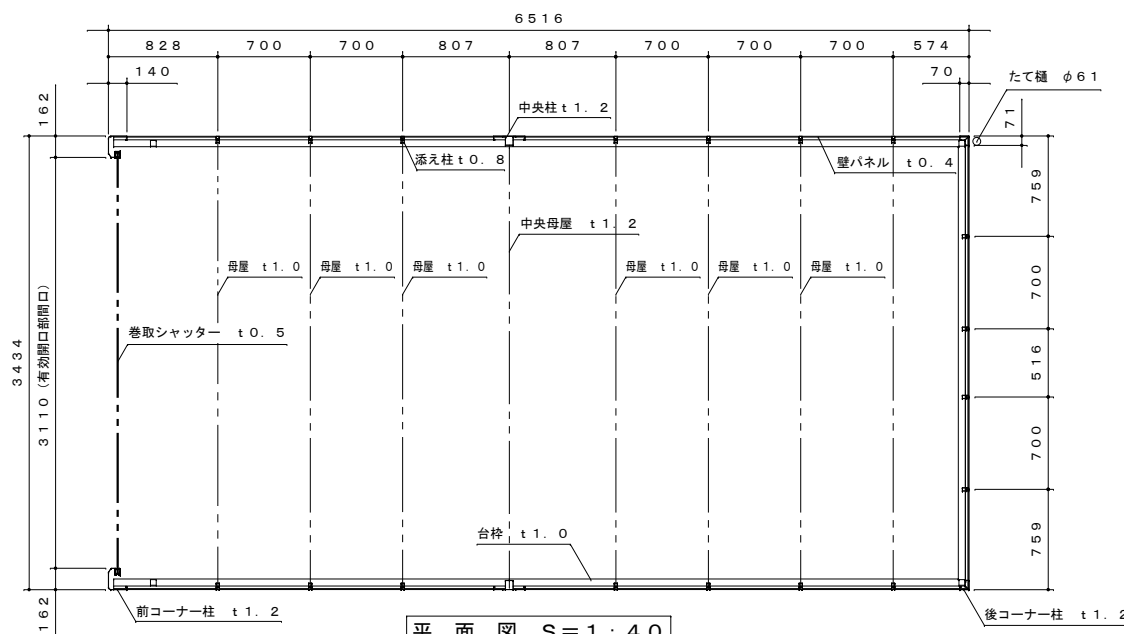 ６５１６
８２８　７００　７００　８０７　８０７　７００　７００　７００　５７４
１４０　７０
たて樋　φ６１
１６２
７１
中央柱ｔ１．２
添え柱ｔ０．８
壁パネル　ｔ０．４
７５９
中央母屋　ｔ１．２
母屋　ｔ１．０　母屋　ｔ１．０　母屋　ｔ１．０　母屋　ｔ１．０　母屋　ｔ１．０　母屋　ｔ１．０
７００
巻取シャッター　ｔ０．５
３４３４
３１１０（有効開口部間口）
５１６
７００
台枠　ｔ１．０
７５９
１６２
前コーナー柱　ｔ１．２
後コーナー柱　ｔ１．２
平　面　図　Ｓ＝１：４０